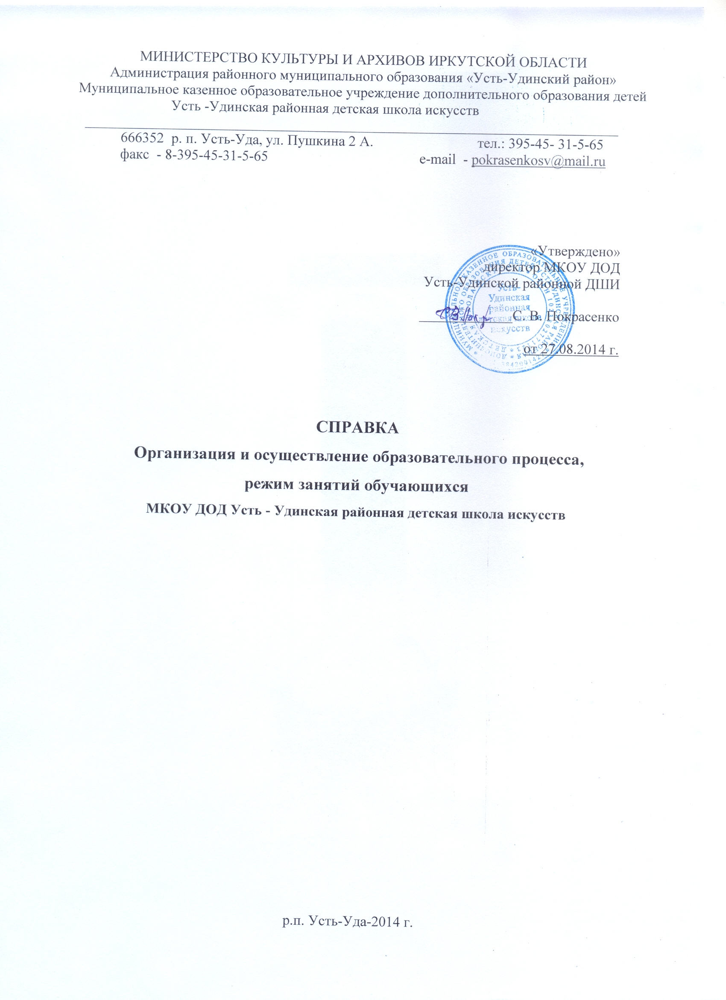 МИНИСТЕРСТВО КУЛЬТУРЫ И АРХИВОВ ИРКУТСКОЙ ОБЛАСТИ
Администрация районного муниципального образования «Усть-Удинский район»
Муниципальное казенное образовательное учреждение дополнительного образования детей
Усть -Удинская районная детская школа искусств
666352 р. п. Усть-Уда, ул. Пушкина 2 А. тел.: 395-45- 31-5-65
факс - 8-395-45-31-5-65 e-mail - pokrasenkosv@mail.ru
«Утверждено»
директор МКОУ ДОД
Усть-Удинской районной ДШИ
С. В. Покрасенко
от 27.08.2014 г.
Усть-
Удинская
районная
детская школа
искусств
СПРАВКА
Организация и осуществление образовательного процесса,
режим занятий обучающихся
МКОУ ДОД Усть - Удинская районная детская школа искусств
р.п. Усть-Уда-2014 г.